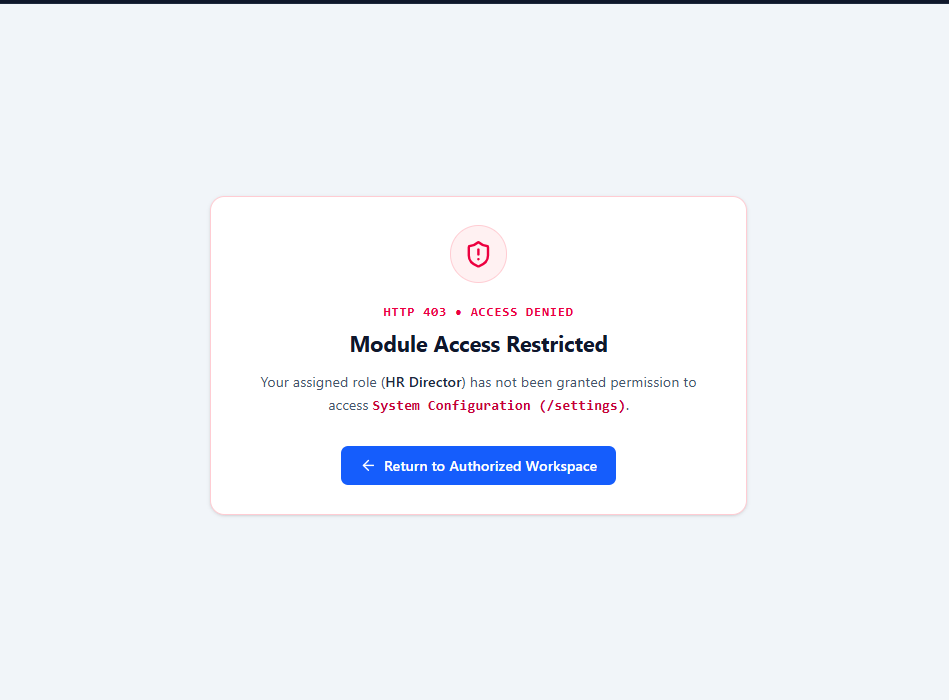 HTTP 403 • ACCESS DENIED
Module Access Restricted
Your assigned role (HR Director) has not been granted permission to
access System Configuration (/settings).
← Return to Authorized Workspace